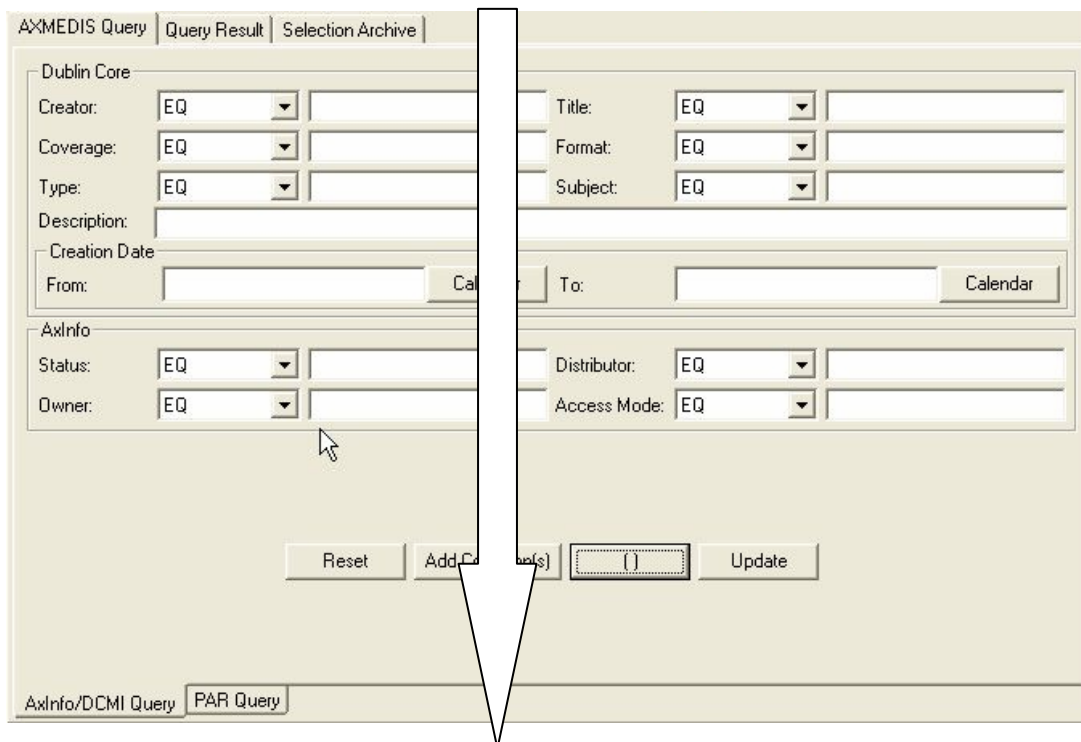 AXMEDIS Query Query Result Selection Archive
Dublin Core
Creator: EQ Title: EQ
Coverage: EQ Format: EQ
Type: EQ Subject: EQ
Description:
Creation Date
From: To: Calendar
AxInfo
Status: EQ Distributor: EQ
Owner: EQ Access Mode: EQ
Reset Add ( ) Update
AxInfo/DCMI Query PAR Query